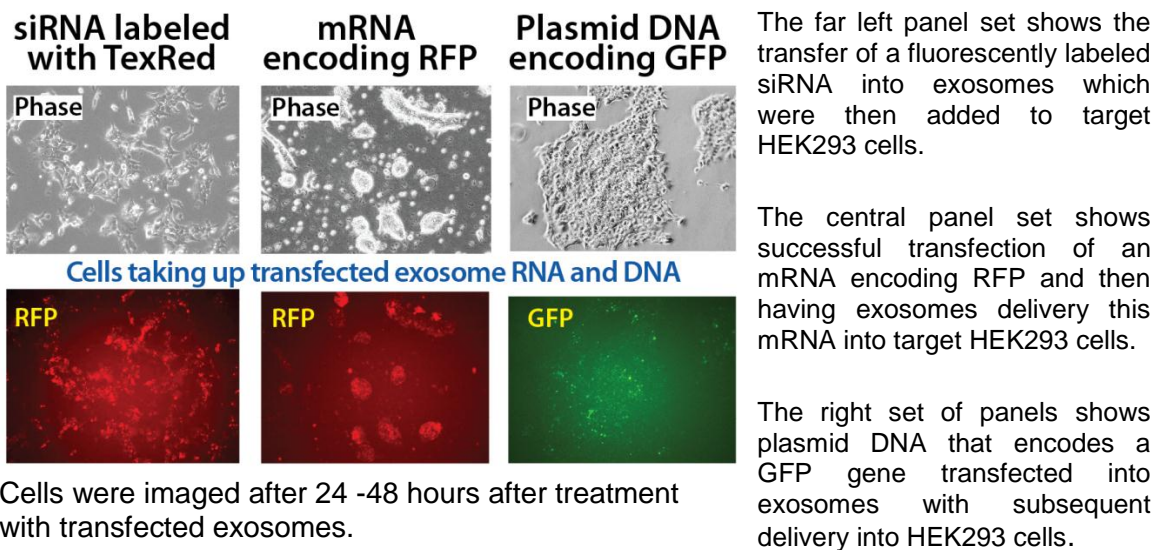 siRNA labeled
with TexRed
mRNA
encoding RFP
Plasmid DNA
encoding GFP
Phase
Phase
Phase
Cells taking up transfected exosome RNA and DNA
RFP
RFP
GFP
Cells were imaged after 24 -48 hours after treatment
with transfected exosomes.
The far left panel set shows the
transfer of a fluorescently labeled
siRNA into exosomes which
were then added to target
HEK293 cells.
The central panel set shows
successful transfection of an
mRNA encoding RFP and then
having exosomes delivery this
mRNA into target HEK293 cells.
The right set of panels shows
plasmid DNA that encodes a
GFP gene transfected into
exosomes with subsequent
delivery into HEK293 cells.